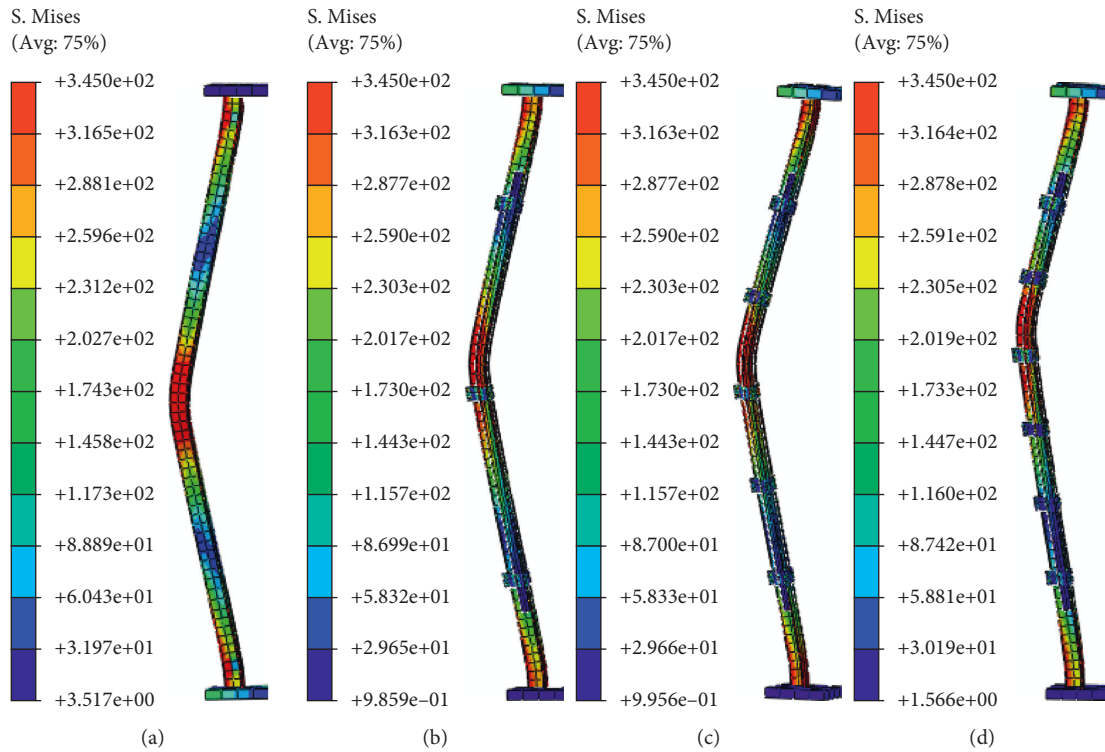 S. Mises
(Avg: 75%)
+3.450e+02
+3.165e+02
+2.881e+02
+2.596e+02
+2.312e+02
+2.027e+02
+1.743e+02
+1.458e+02
+1.173e+02
+8.889e+01
+6.043e+01
+3.197e+01
+3.517e+00
(a)
S. Mises
(Avg: 75%)
+3.450e+02
+3.163e+02
+2.877e+02
+2.590e+02
+2.303e+02
+2.017e+02
+1.730e+02
+1.443e+02
+1.157e+02
+8.699e+01
+5.832e+01
+2.965e+01
+9.859e–01
(b)
S. Mises
(Avg: 75%)
+3.450e+02
+3.163e+02
+2.877e+02
+2.590e+02
+2.303e+02
+2.017e+02
+1.730e+02
+1.443e+02
+1.157e+02
+8.700e+01
+5.833e+01
+2.966e+01
+9.956e–01
(c)
S. Mises
(Avg: 75%)
+3.450e+02
+3.164e+02
+2.878e+02
+2.591e+02
+2.305e+02
+2.019e+02
+1.733e+02
+1.447e+02
+1.160e+02
+8.742e+01
+5.881e+01
+3.019e+01
+1.566e+00
(d)